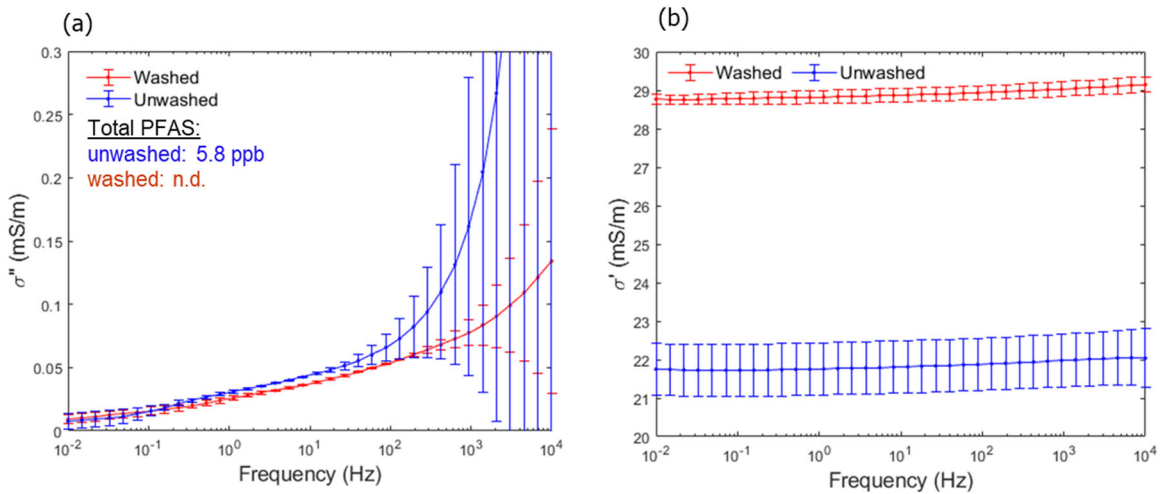 (a)
0.3
0.25
0.2
0.15
0.1
0.05
0
σ" (mS/m)
Washed
Unwashed
Total PFAS:
unwashed: 5.8 ppb
washed: n.d.
10⁻² 10⁻¹ 10⁰ 10¹ 10² 10³ 10⁴
Frequency (Hz)
(b)
30
29
28
27
26
25
24
23
22
21
20
σ' (mS/m)
Washed Unwashed
10⁻² 10⁻¹ 10⁰ 10¹ 10² 10³ 10⁴
Frequency (Hz)